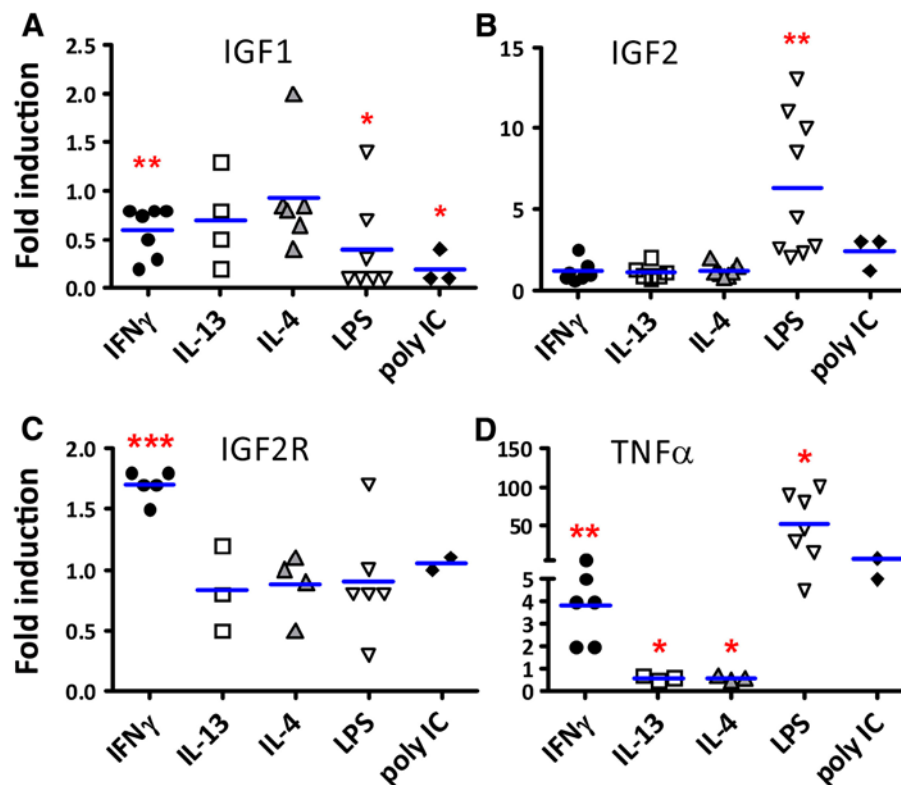 A
IGF1
Fold induction
2.5
2.0
1.5
1.0
0.5
0.0
**
*
*
IFNγ
IL-13
IL-4
LPS
poly IC
B
IGF2
15
10
5
0
**
IFNγ
IL-13
IL-4
LPS
poly IC
C
IGF2R
Fold induction
2.0
1.5
1.0
0.5
0.0
***
IFNγ
IL-13
IL-4
LPS
poly IC
D
TNFα
150
100
50
5
4
3
2
1
0
**
*
*
*
IFNγ
IL-13
IL-4
LPS
poly IC